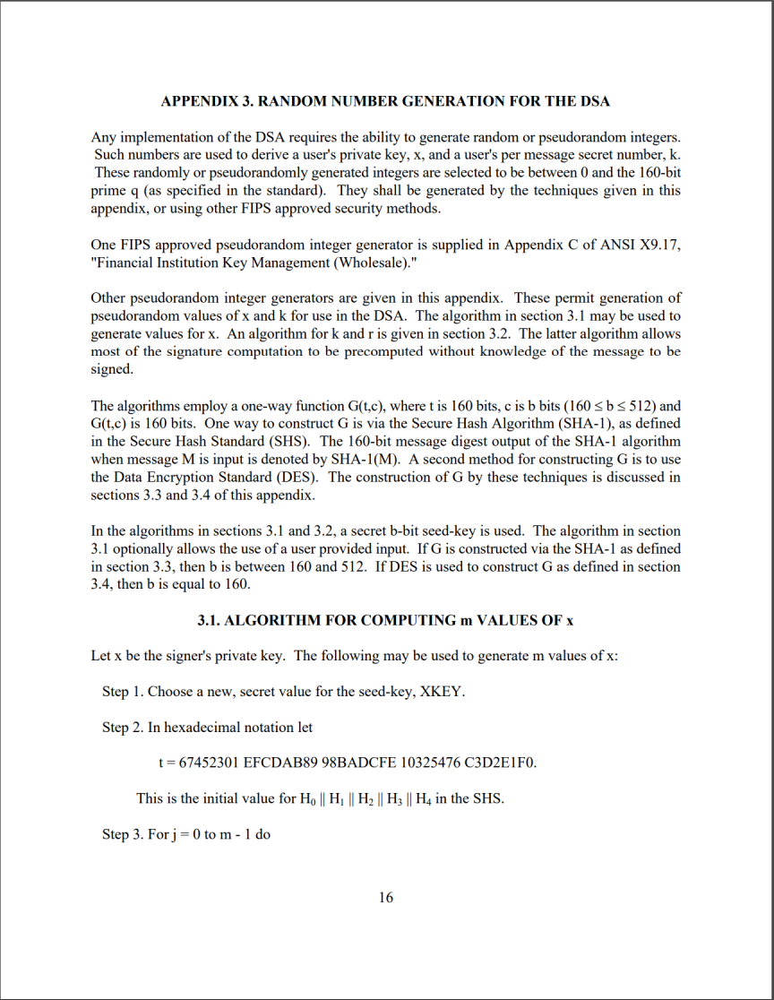 APPENDIX 3. RANDOM NUMBER GENERATION FOR THE DSA
Any implementation of the DSA requires the ability to generate random or pseudorandom integers.
Such numbers are used to derive a user's private key, x, and a user's per message secret number, k.
These randomly or pseudorandomly generated integers are selected to be between 0 and the 160-bit
prime q (as specified in the standard). They shall be generated by the techniques given in this
appendix, or using other FIPS approved security methods.
One FIPS approved pseudorandom integer generator is supplied in Appendix C of ANSI X9.17,
"Financial Institution Key Management (Wholesale)."
Other pseudorandom integer generators are given in this appendix. These permit generation of
pseudorandom values of x and k for use in the DSA. The algorithm in section 3.1 may be used to
generate values for x. An algorithm for k and r is given in section 3.2. The latter algorithm allows
most of the signature computation to be precomputed without knowledge of the message to be
signed.
The algorithms employ a one-way function G(t,c), where t is 160 bits, c is b bits (160 ≤ b ≤ 512) and
G(t,c) is 160 bits. One way to construct G is via the Secure Hash Algorithm (SHA-1), as defined
in the Secure Hash Standard (SHS). The 160-bit message digest output of the SHA-1 algorithm
when message M is input is denoted by SHA-1(M). A second method for constructing G is to use
the Data Encryption Standard (DES). The construction of G by these techniques is discussed in
sections 3.3 and 3.4 of this appendix.
In the algorithms in sections 3.1 and 3.2, a secret b-bit seed-key is used. The algorithm in section
3.1 optionally allows the use of a user provided input. If G is constructed via the SHA-1 as defined
in section 3.3, then b is between 160 and 512. If DES is used to construct G as defined in section
3.4, then b is equal to 160.
3.1. ALGORITHM FOR COMPUTING m VALUES OF x
Let x be the signer's private key. The following may be used to generate m values of x:
Step 1. Choose a new, secret value for the seed-key, XKEY.
Step 2. In hexadecimal notation let
t = 67452301 EFCDAB89 98BADCFE 10325476 C3D2E1F0.
This is the initial value for H₀ || H₁ || H₂ || H₃ || H₄ in the SHS.
Step 3. For j = 0 to m - 1 do
16